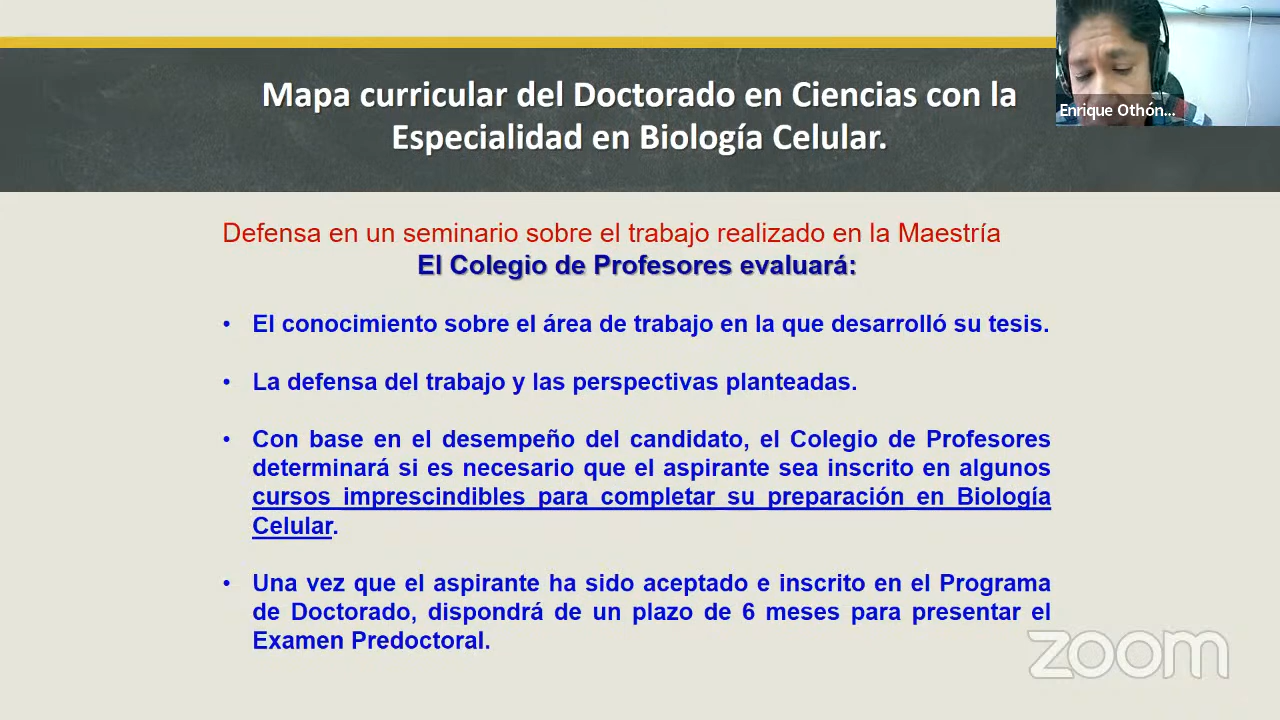 Mapa curricular del Doctorado en Ciencias con la
Especialidad en Biología Celular.
Enrique Othón...
Defensa en un seminario sobre el trabajo realizado en la Maestría
El Colegio de Profesores evaluará:
• El conocimiento sobre el área de trabajo en la que desarrolló su tesis.
• La defensa del trabajo y las perspectivas planteadas.
• Con base en el desempeño del candidato, el Colegio de Profesores
determinará si es necesario que el aspirante sea inscrito en algunos
cursos imprescindibles para completar su preparación en Biología
Celular.
• Una vez que el aspirante ha sido aceptado e inscrito en el Programa
de Doctorado, dispondrá de un plazo de 6 meses para presentar el
Examen Predoctoral.
zoom